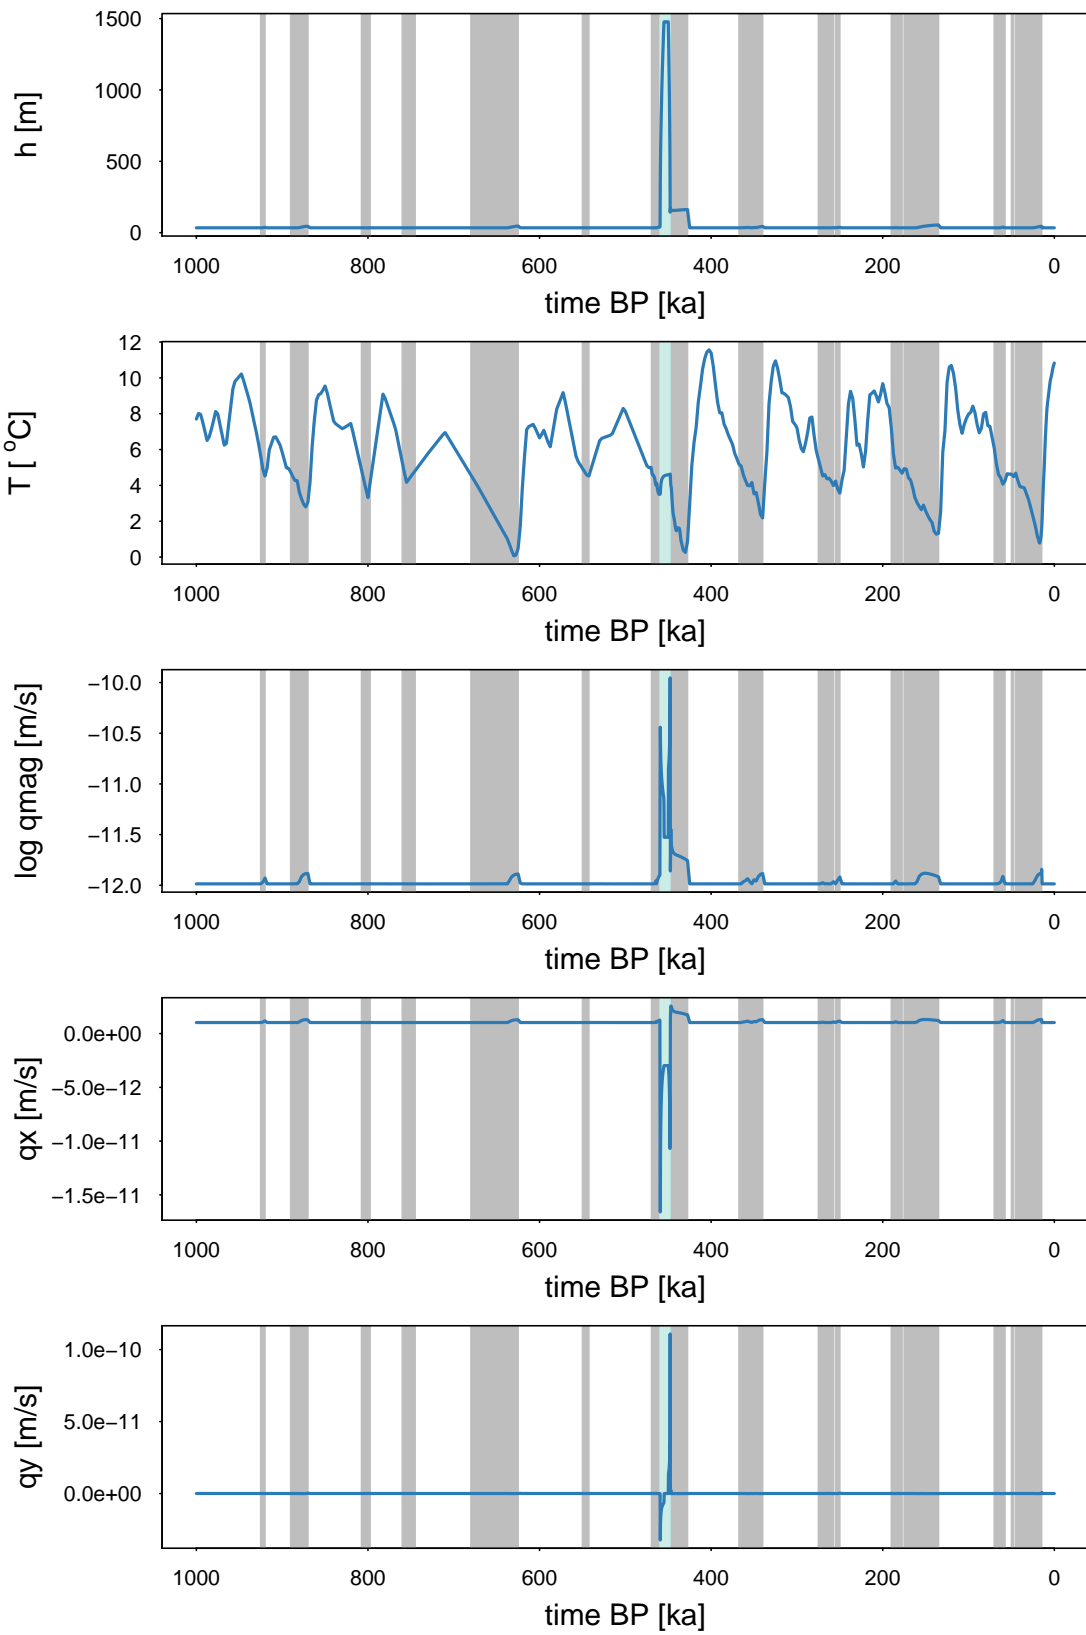 h [m]
1500
1000
500
0
1000 800 600 400 200 0
time BP [ka]
T [ °C]
12
10
8
6
4
2
0
1000 800 600 400 200 0
time BP [ka]
log qmag [m/s]
−10.0
−10.5
−11.0
−11.5
−12.0
1000 800 600 400 200 0
time BP [ka]
qx [m/s]
0.0e+00
−5.0e−12
−1.0e−11
−1.5e−11
1000 800 600 400 200 0
time BP [ka]
qy [m/s]
1.0e−10
5.0e−11
0.0e+00
1000 800 600 400 200 0
time BP [ka]